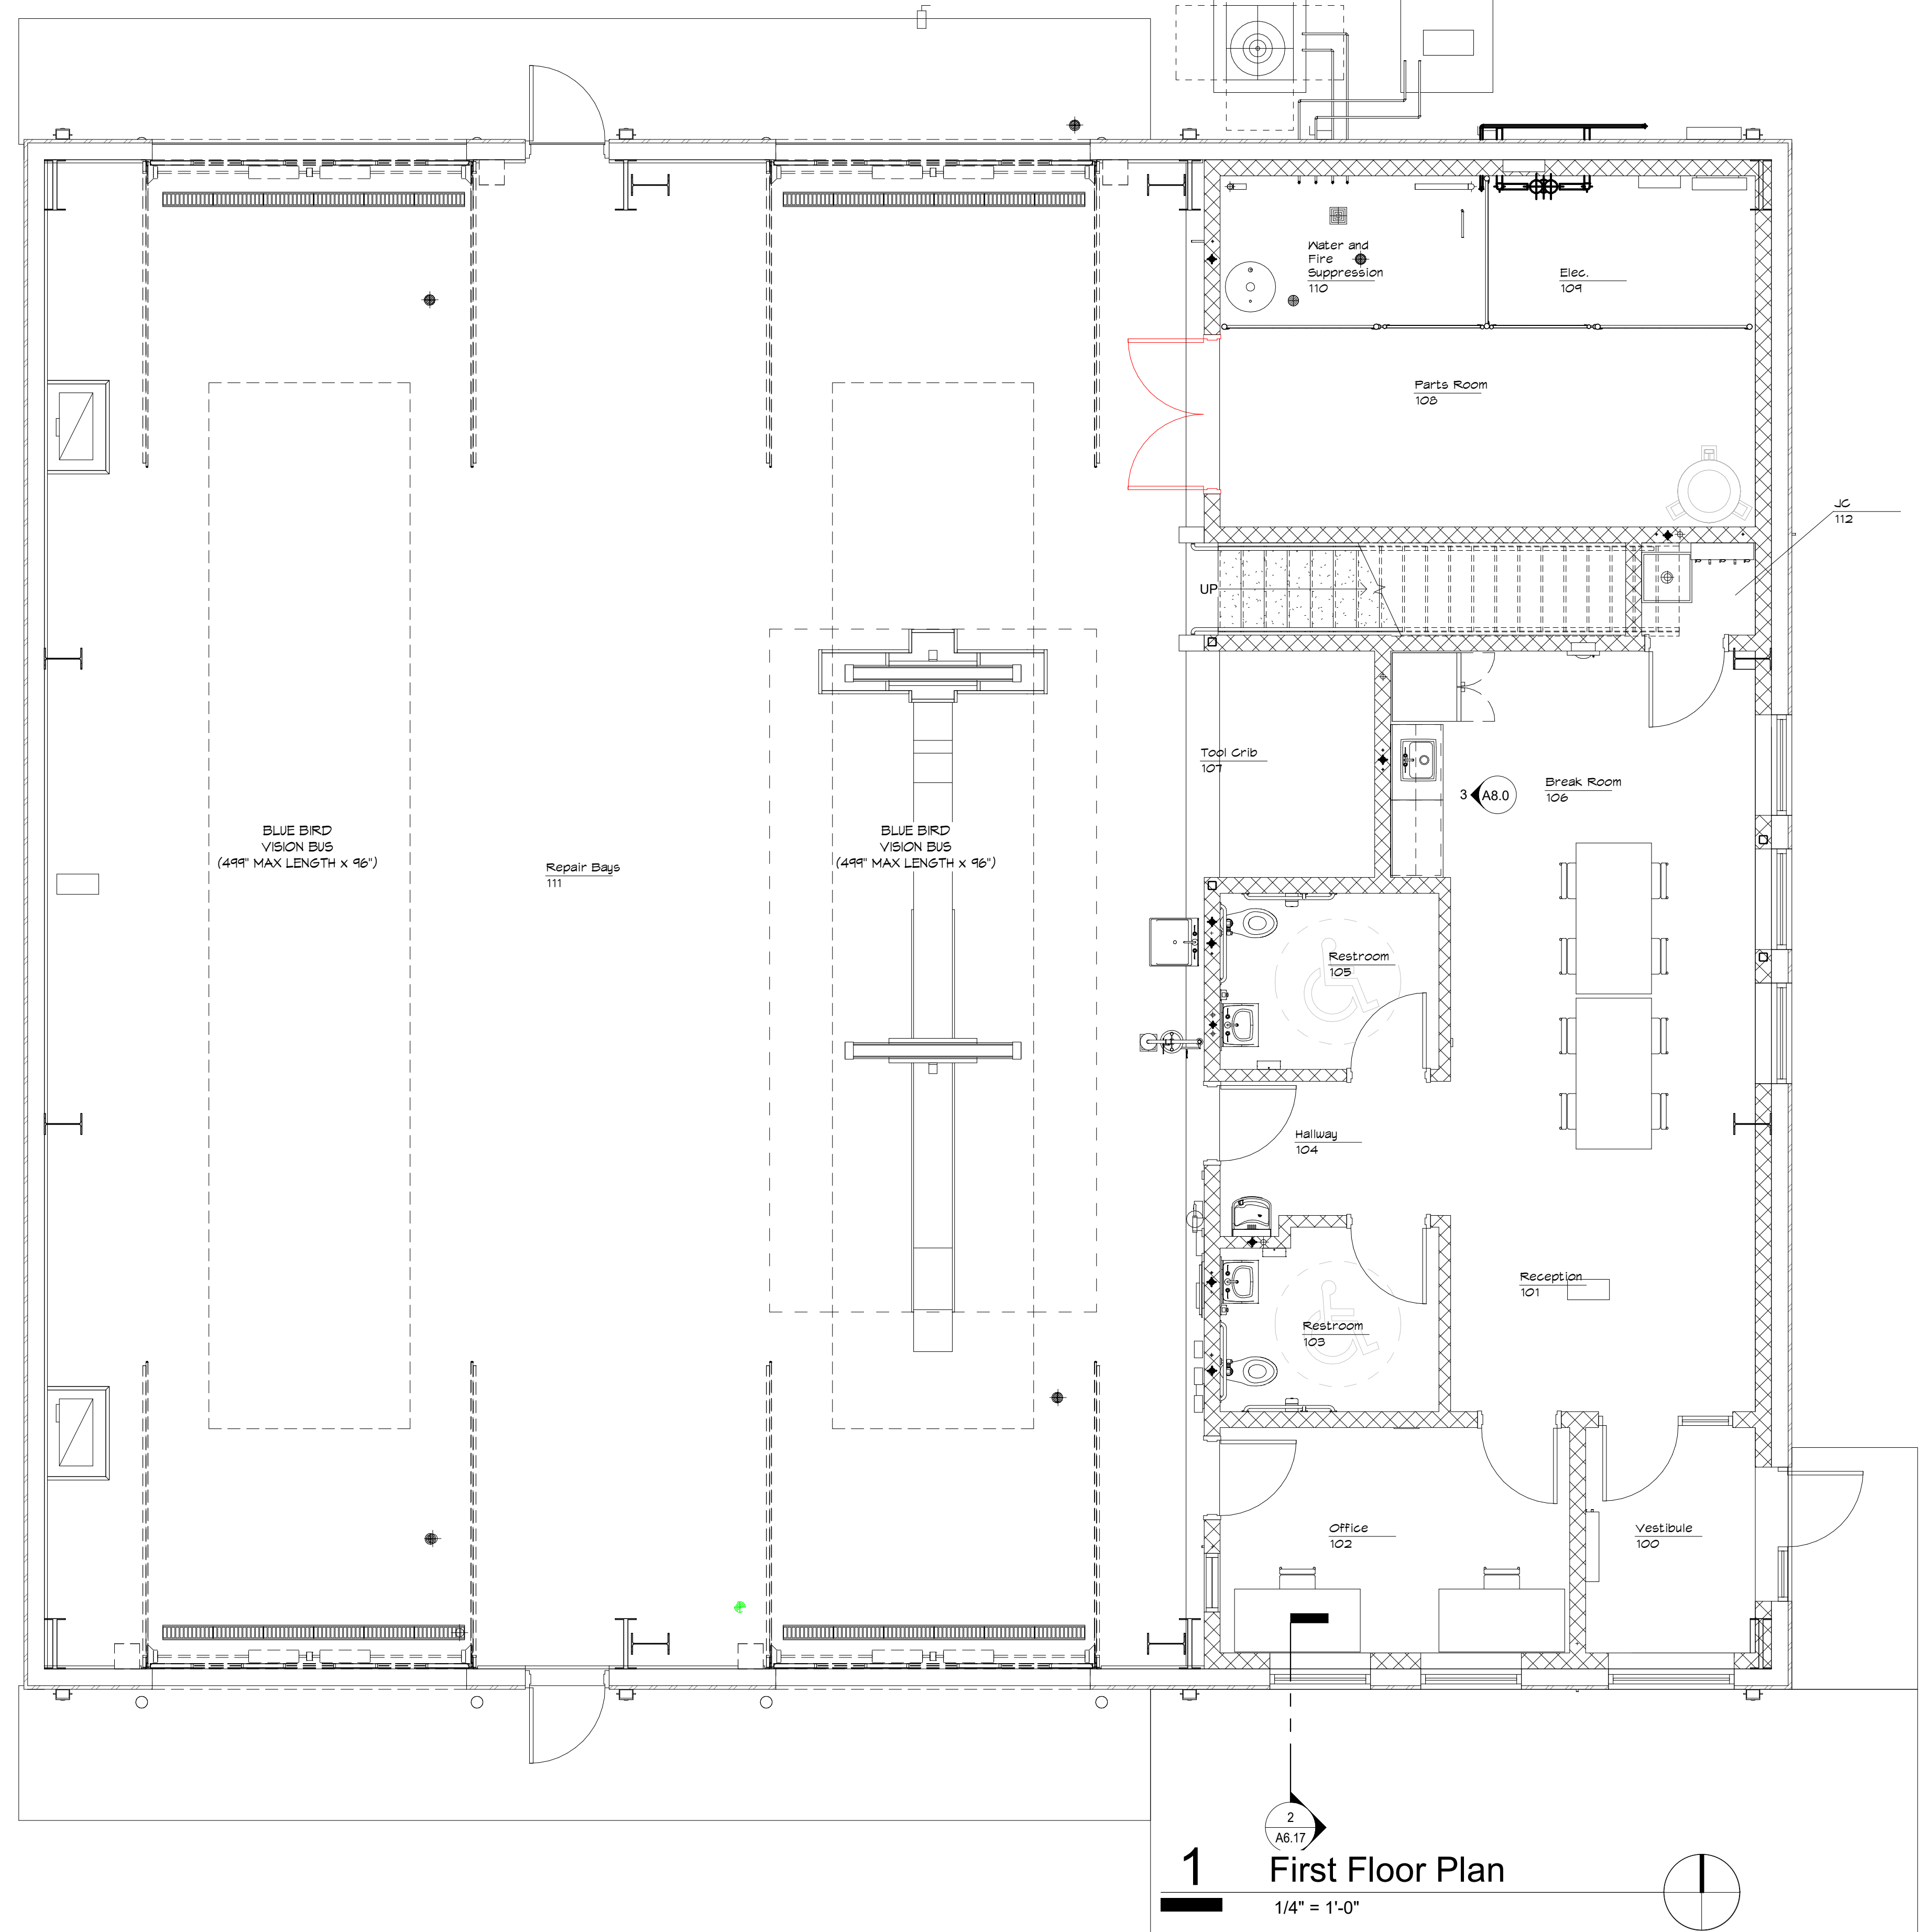 Water and
Fire
Suppression
110
Elec.
109
Parts Room
108
JC
112
UP
Tool Crib
107
Break Room
106
3
A8.0
BLUE BIRD
VISION BUS
(499" MAX LENGTH x 96")
Repair Bays
111
BLUE BIRD
VISION BUS
(499" MAX LENGTH x 96")
Restroom
105
Hallway
104
Reception
101
Restroom
103
Office
102
Vestibule
100
2
A6.17
1
First Floor Plan
1/4" = 1'-0"